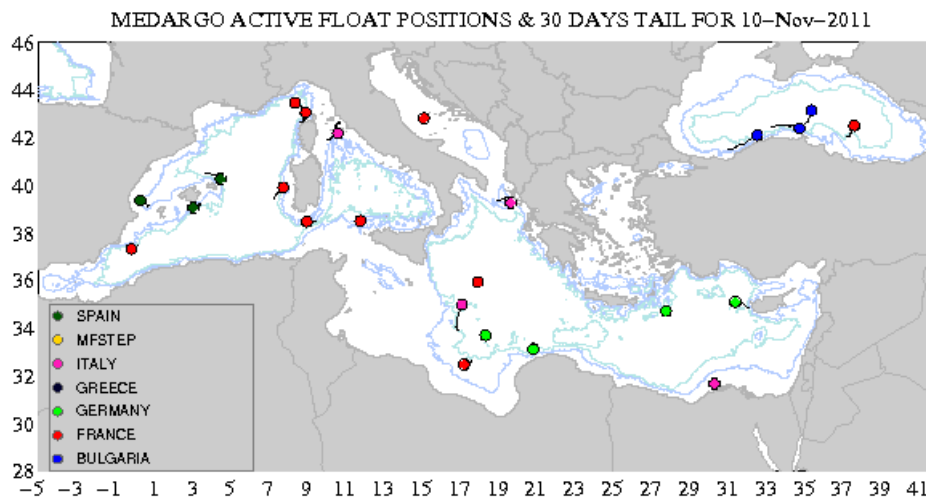 MEDARGO ACTIVE FLOAT POSITIONS & 30 DAYS TAIL FOR 10−Nov−2011
46
44
42
40
38
36
34
32
30
28
SPAIN
MFSTEP
ITALY
GREECE
GERMANY
FRANCE
BULGARIA
−5 −3 −1 1 3 5 7 9 11 13 15 17 19 21 23 25 27 29 31 33 35 37 39 41